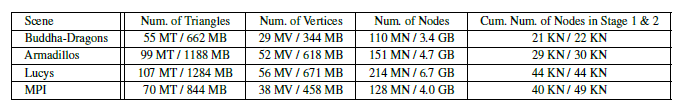 Scene Num. of Triangles Num. of Vertices Num. of Nodes Cum. Num. of Nodes in Stage 1 & 2
Buddha-Dragons 55 MT / 662 MB 29 MV / 344 MB 110 MN / 3.4 GB 21 KN / 22 KN
Armadillos 99 MT / 1188 MB 52 MV / 618 MB 151 MN / 4.7 GB 29 KN / 30 KN
Lucys 107 MT / 1284 MB 56 MV / 671 MB 214 MN / 6.7 GB 44 KN / 44 KN
MPI 70 MT / 844 MB 38 MV / 458 MB 128 MN / 4.0 GB 40 KN / 49 KN